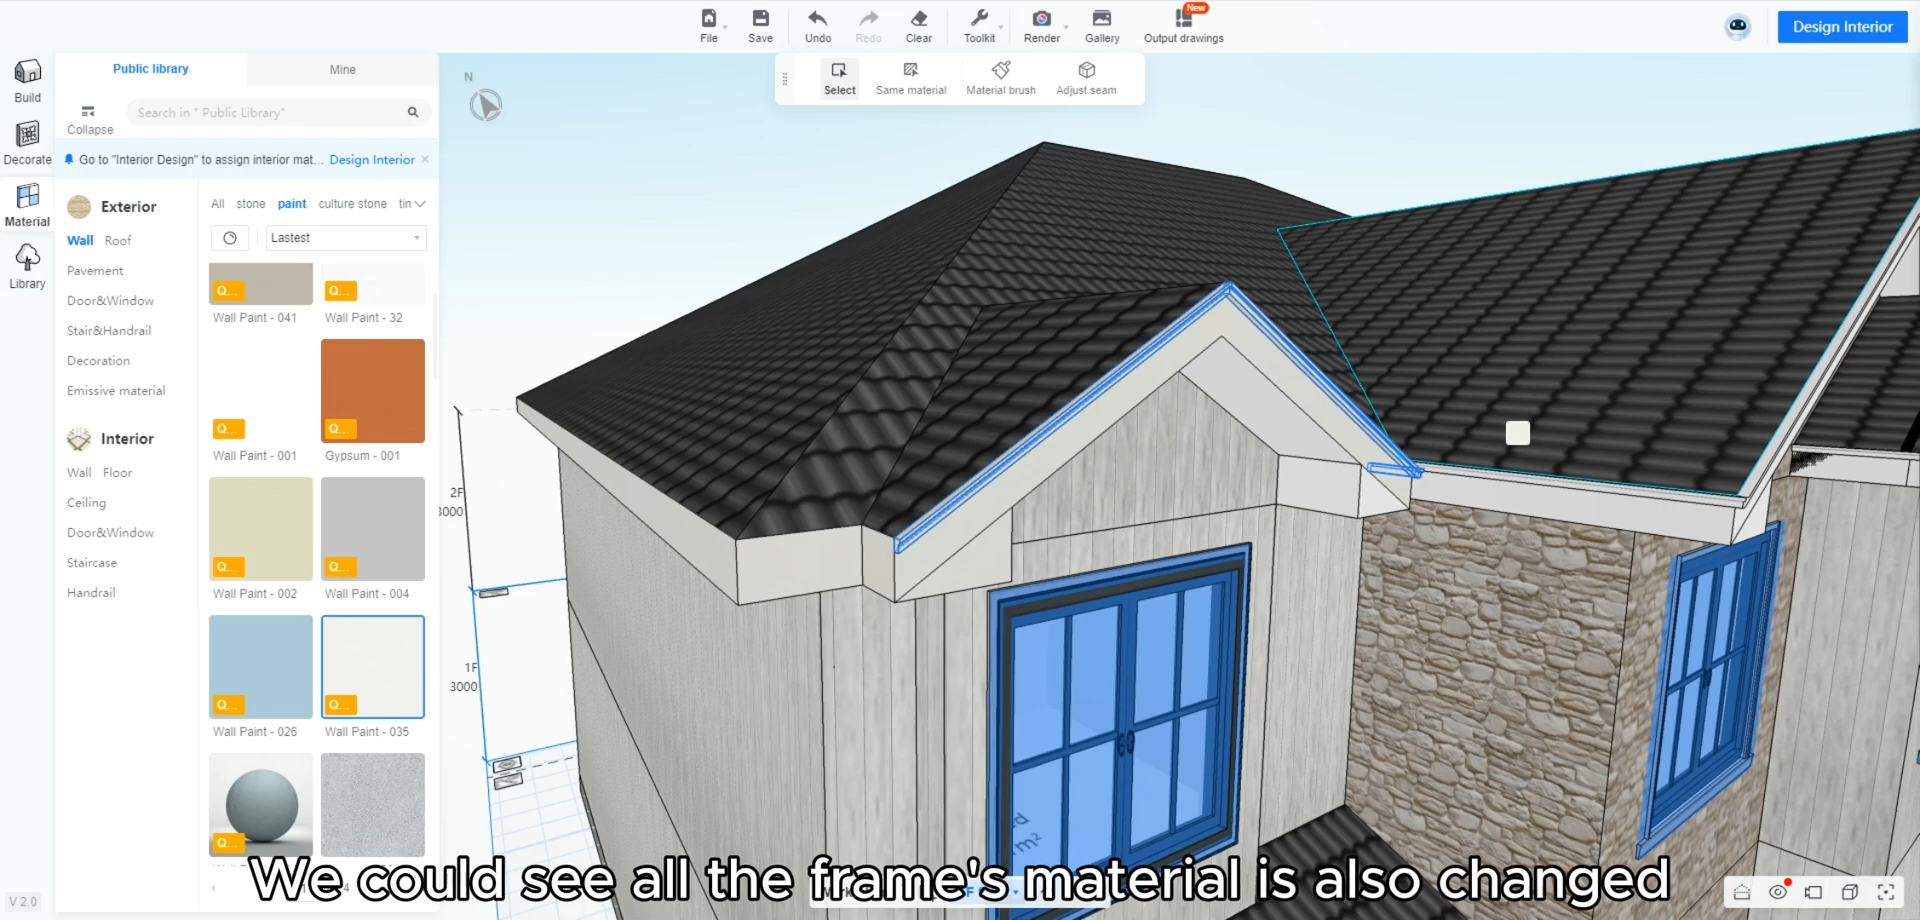 File
Save
Undo
Redo
Clear
Toolkit
Render
Gallery
New
Output drawings
Design Interior
Build
Decorate
Material
Library
V 2.0
Public library
Mine
Collapse
Search in " Public Library"
Go to "Interior Design" to assign interior mat...
Design Interior
Exterior
Wall Roof
Pavement
Door&Window
Stair&Handrail
Decoration
Emissive material
Interior
Wall Floor
Ceiling
Door&Window
Staircase
Handrail
All stone paint culture stone tin
Lastest
Q... Q...
Wall Paint - 041 Wall Paint - 32
Q... Q...
Wall Paint - 001 Gypsum - 001
Q... Q...
Wall Paint - 002 Wall Paint - 004
Q... Q...
Wall Paint - 026 Wall Paint - 035
Q...
N
Select
Same material
Material brush
Adjust seam
2F
3000
1F
3000
m²
We could see all the frame's material is also changed